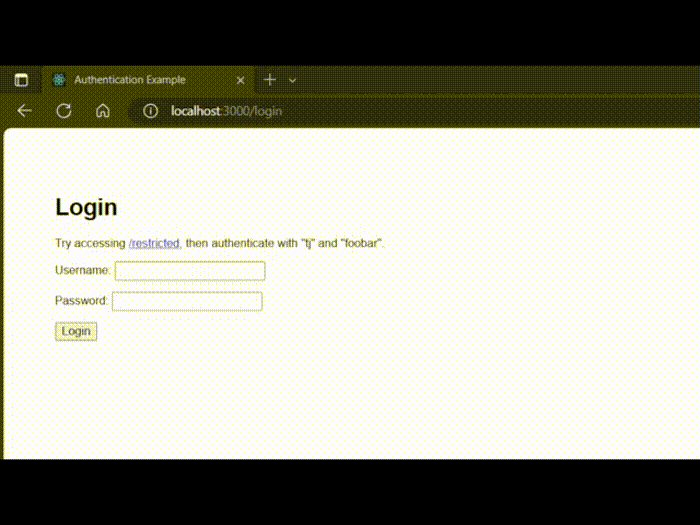 Authentication Example
localhost:3000/login
Login
Try accessing /restricted, then authenticate with "tj" and "foobar".
Username:
Password:
Login